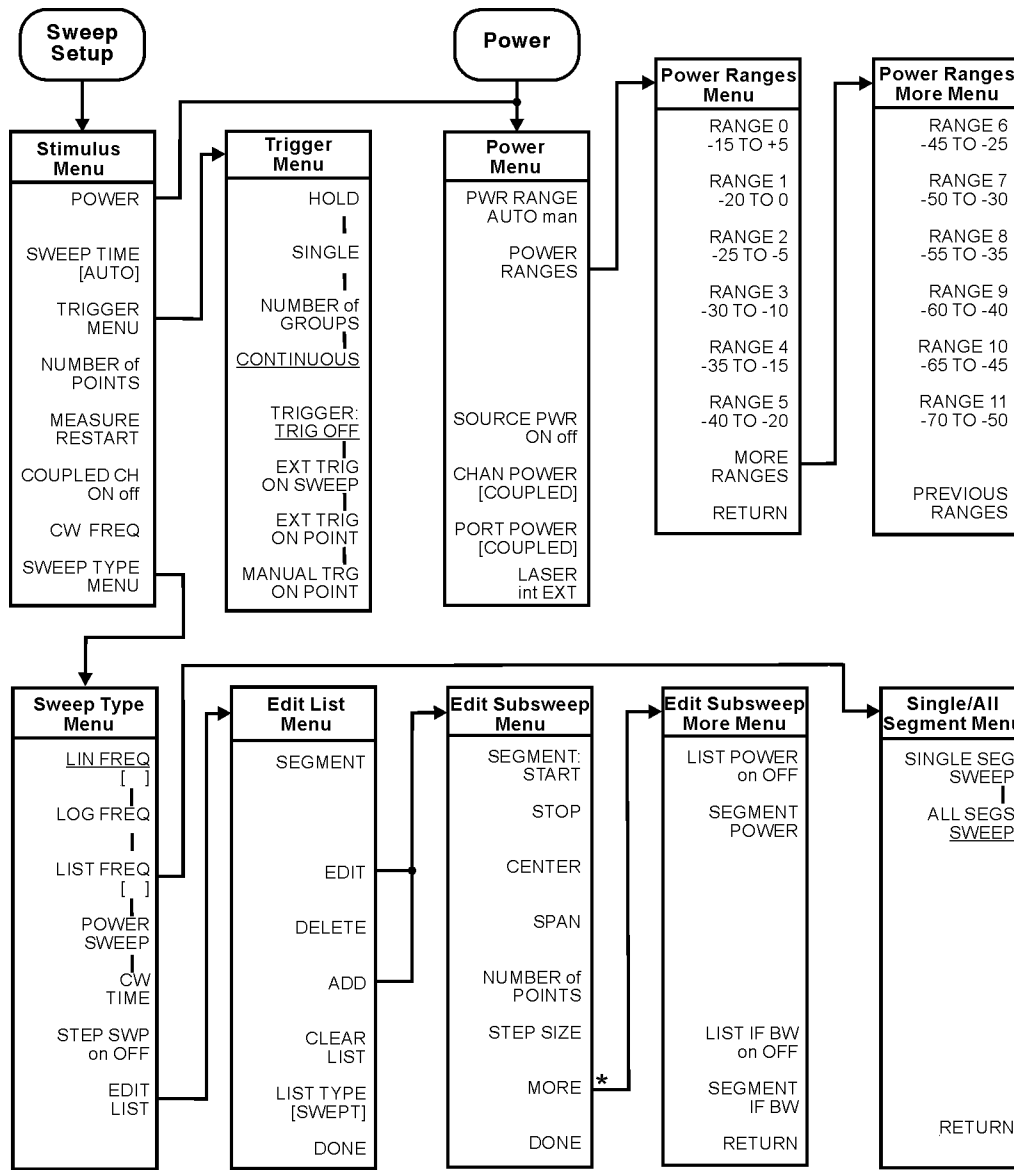 Sweep
Setup
Power
Stimulus
Menu
POWER
SWEEP TIME
[AUTO]
TRIGGER
MENU
NUMBER of
POINTS
MEASURE
RESTART
COUPLED CH
ON off
CW FREQ
SWEEP TYPE
MENU
Trigger
Menu
HOLD
SINGLE
NUMBER of
GROUPS
CONTINUOUS
TRIGGER:
TRIG OFF
EXT TRIG
ON SWEEP
EXT TRIG
ON POINT
MANUAL TRG
ON POINT
Power
Menu
PWR RANGE
AUTO man
POWER
RANGES
SOURCE PWR
ON off
CHAN POWER
[COUPLED]
PORT POWER
[COUPLED]
LASER
int EXT
Power Ranges
Menu
RANGE 0
-15 TO +5
RANGE 1
-20 TO 0
RANGE 2
-25 TO -5
RANGE 3
-30 TO -10
RANGE 4
-35 TO -15
RANGE 5
-40 TO -20
MORE
RANGES
RETURN
Power Ranges
More Menu
RANGE 6
-45 TO -25
RANGE 7
-50 TO -30
RANGE 8
-55 TO -35
RANGE 9
-60 TO -40
RANGE 10
-65 TO -45
RANGE 11
-70 TO -50
PREVIOUS
RANGES
Sweep Type
Menu
LIN FREQ
[ ]
LOG FREQ
LIST FREQ
[ ]
POWER
SWEEP
CW
TIME
STEP SWP
on OFF
EDIT
LIST
Edit List
Menu
SEGMENT
EDIT
DELETE
ADD
CLEAR
LIST
LIST TYPE
[SWEPT]
DONE
Edit Subsweep
Menu
SEGMENT:
START
STOP
CENTER
SPAN
NUMBER of
POINTS
STEP SIZE
MORE *
DONE
Edit Subsweep
More Menu
LIST POWER
on OFF
SEGMENT
POWER
LIST IF BW
on OFF
SEGMENT
IF BW
RETURN
Single/All
Segment Menu
SINGLE SEG
SWEEP
ALL SEGS
SWEEP
RETURN